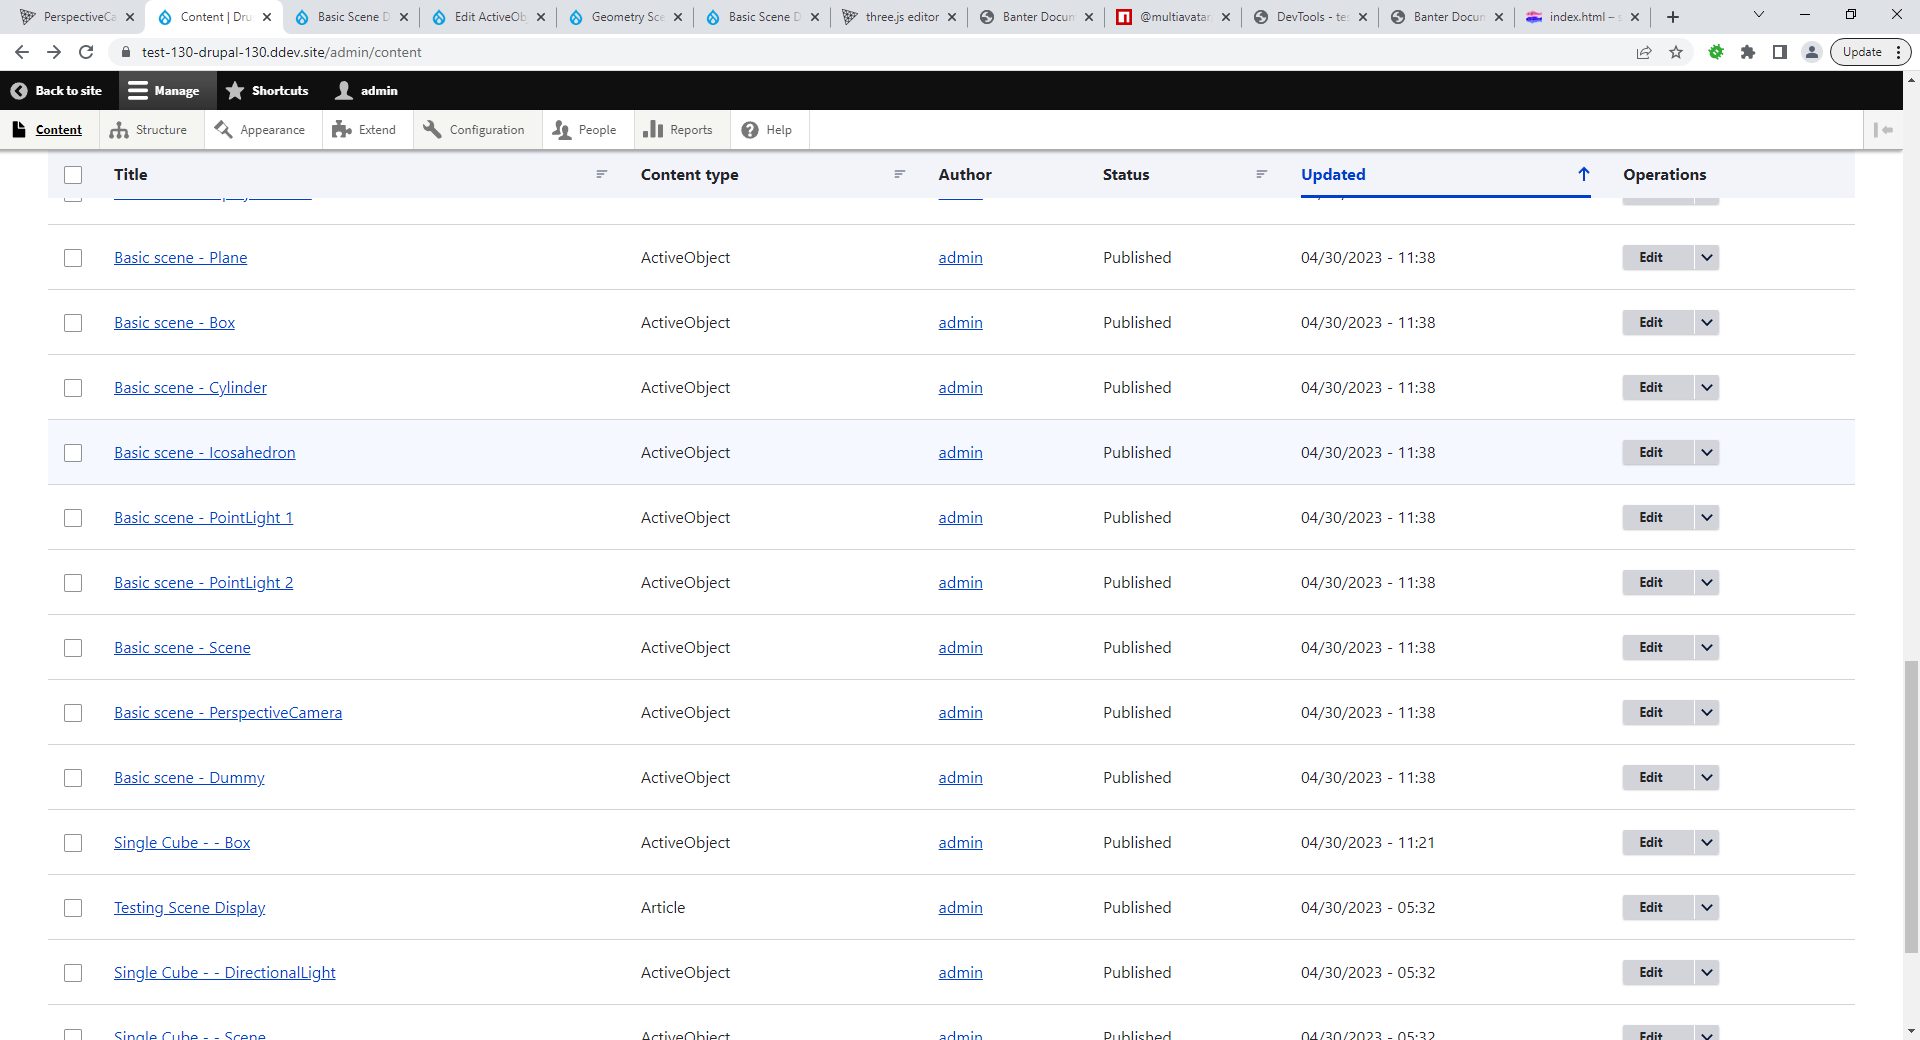 PerspectiveCa
Content | Dru
Basic Scene D
Edit ActiveOb
Geometry Sce
Basic Scene D
three.js editor
Banter Docum
@multiavatar
DevTools - tes
Banter Docum
index.html – s
test-130-drupal-130.ddev.site/admin/content
Update
Back to site
Manage
Shortcuts
admin
Content
Structure
Appearance
Extend
Configuration
People
Reports
Help
Title Content type Author Status Updated Operations
Basic scene - Plane ActiveObject admin Published 04/30/2023 - 11:38 Edit
Basic scene - Box ActiveObject admin Published 04/30/2023 - 11:38 Edit
Basic scene - Cylinder ActiveObject admin Published 04/30/2023 - 11:38 Edit
Basic scene - Icosahedron ActiveObject admin Published 04/30/2023 - 11:38 Edit
Basic scene - PointLight 1 ActiveObject admin Published 04/30/2023 - 11:38 Edit
Basic scene - PointLight 2 ActiveObject admin Published 04/30/2023 - 11:38 Edit
Basic scene - Scene ActiveObject admin Published 04/30/2023 - 11:38 Edit
Basic scene - PerspectiveCamera ActiveObject admin Published 04/30/2023 - 11:38 Edit
Basic scene - Dummy ActiveObject admin Published 04/30/2023 - 11:38 Edit
Single Cube - - Box ActiveObject admin Published 04/30/2023 - 11:21 Edit
Testing Scene Display Article admin Published 04/30/2023 - 05:32 Edit
Single Cube - - DirectionalLight ActiveObject admin Published 04/30/2023 - 05:32 Edit
Single Cube - - Scene ActiveObject admin Published 04/30/2023 - 05:32 Edit